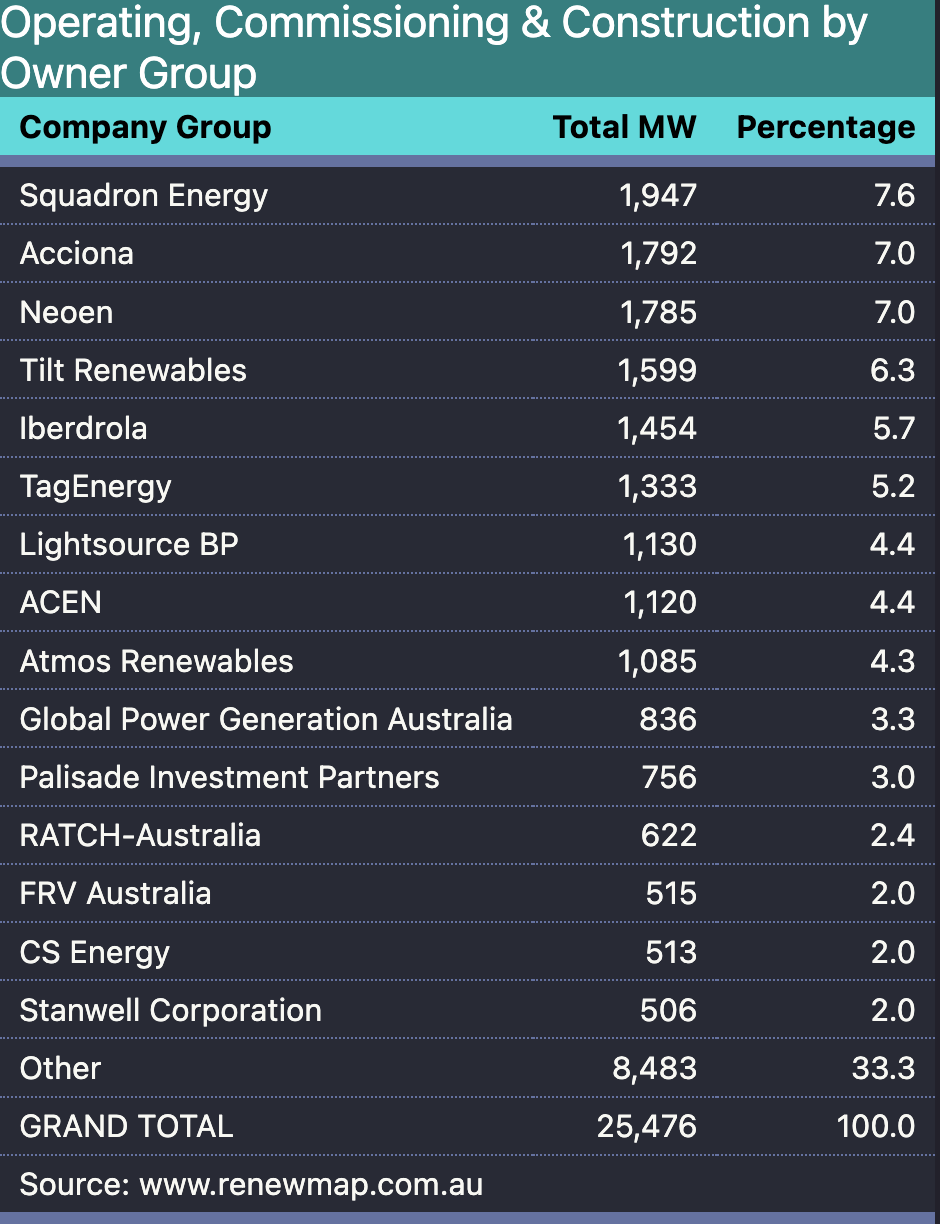 Operating, Commissioning & Construction by
Owner Group
Company Group Total MW Percentage
Squadron Energy 1,947 7.6
Acciona 1,792 7.0
Neoen 1,785 7.0
Tilt Renewables 1,599 6.3
Iberdrola 1,454 5.7
TagEnergy 1,333 5.2
Lightsource BP 1,130 4.4
ACEN 1,120 4.4
Atmos Renewables 1,085 4.3
Global Power Generation Australia 836 3.3
Palisade Investment Partners 756 3.0
RATCH-Australia 622 2.4
FRV Australia 515 2.0
CS Energy 513 2.0
Stanwell Corporation 506 2.0
Other 8,483 33.3
GRAND TOTAL 25,476 100.0
Source: www.renewmap.com.au